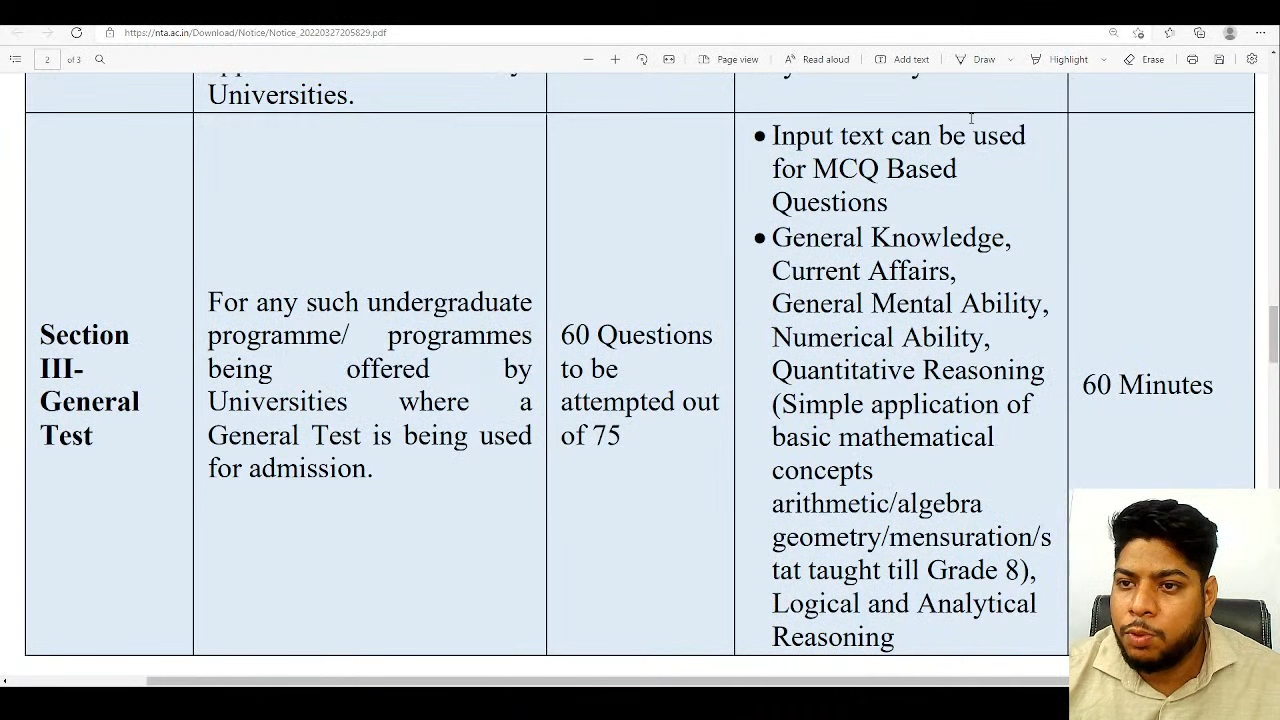 https://nta.ac.in/Download/Notice/Notice_20220327205829.pdf
2 of 3
Page view
Read aloud
Add text
Draw
Highlight
Erase
Universities.
Section
III-
General
Test
For any such undergraduate
programme/ programmes
being offered by
Universities where a
General Test is being used
for admission.
60 Questions
to be
attempted out
of 75
• Input text can be used
for MCQ Based
Questions
• General Knowledge,
Current Affairs,
General Mental Ability,
Numerical Ability,
Quantitative Reasoning
(Simple application of
basic mathematical
concepts
arithmetic/algebra
geometry/mensuration/s
tat taught till Grade 8),
Logical and Analytical
Reasoning
60 Minutes